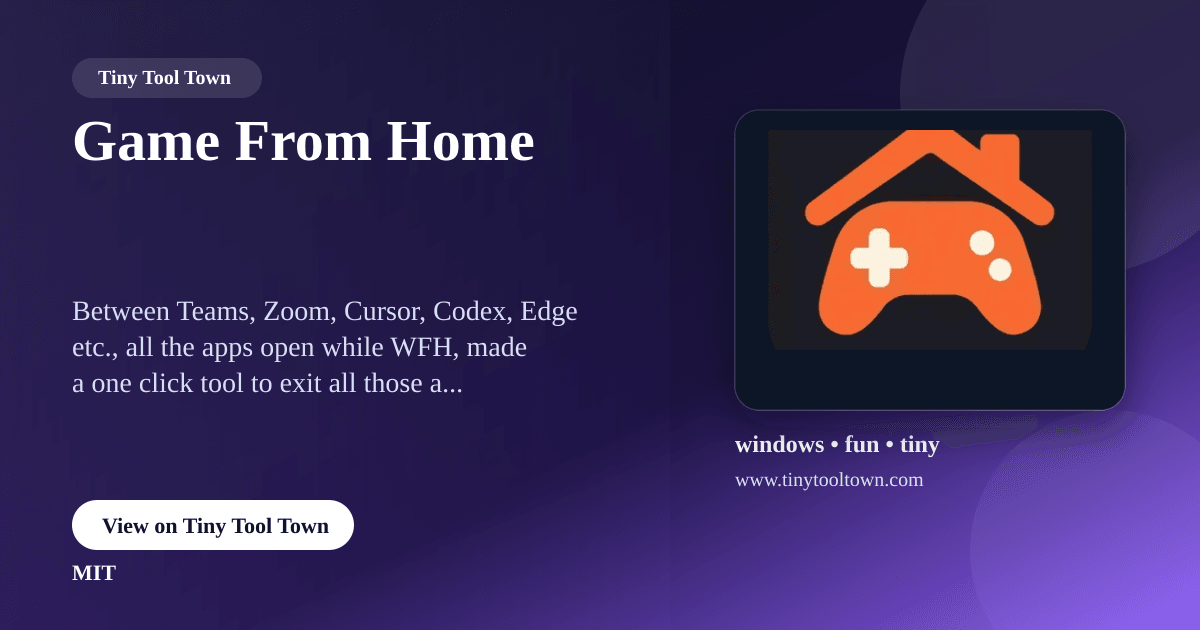 Tiny Tool Town
Game From Home
Between Teams, Zoom, Cursor, Codex, Edge
etc., all the apps open while WFH, made
a one click tool to exit all those a...
View on Tiny Tool Town
MIT
windows • fun • tiny
www.tinytooltown.com